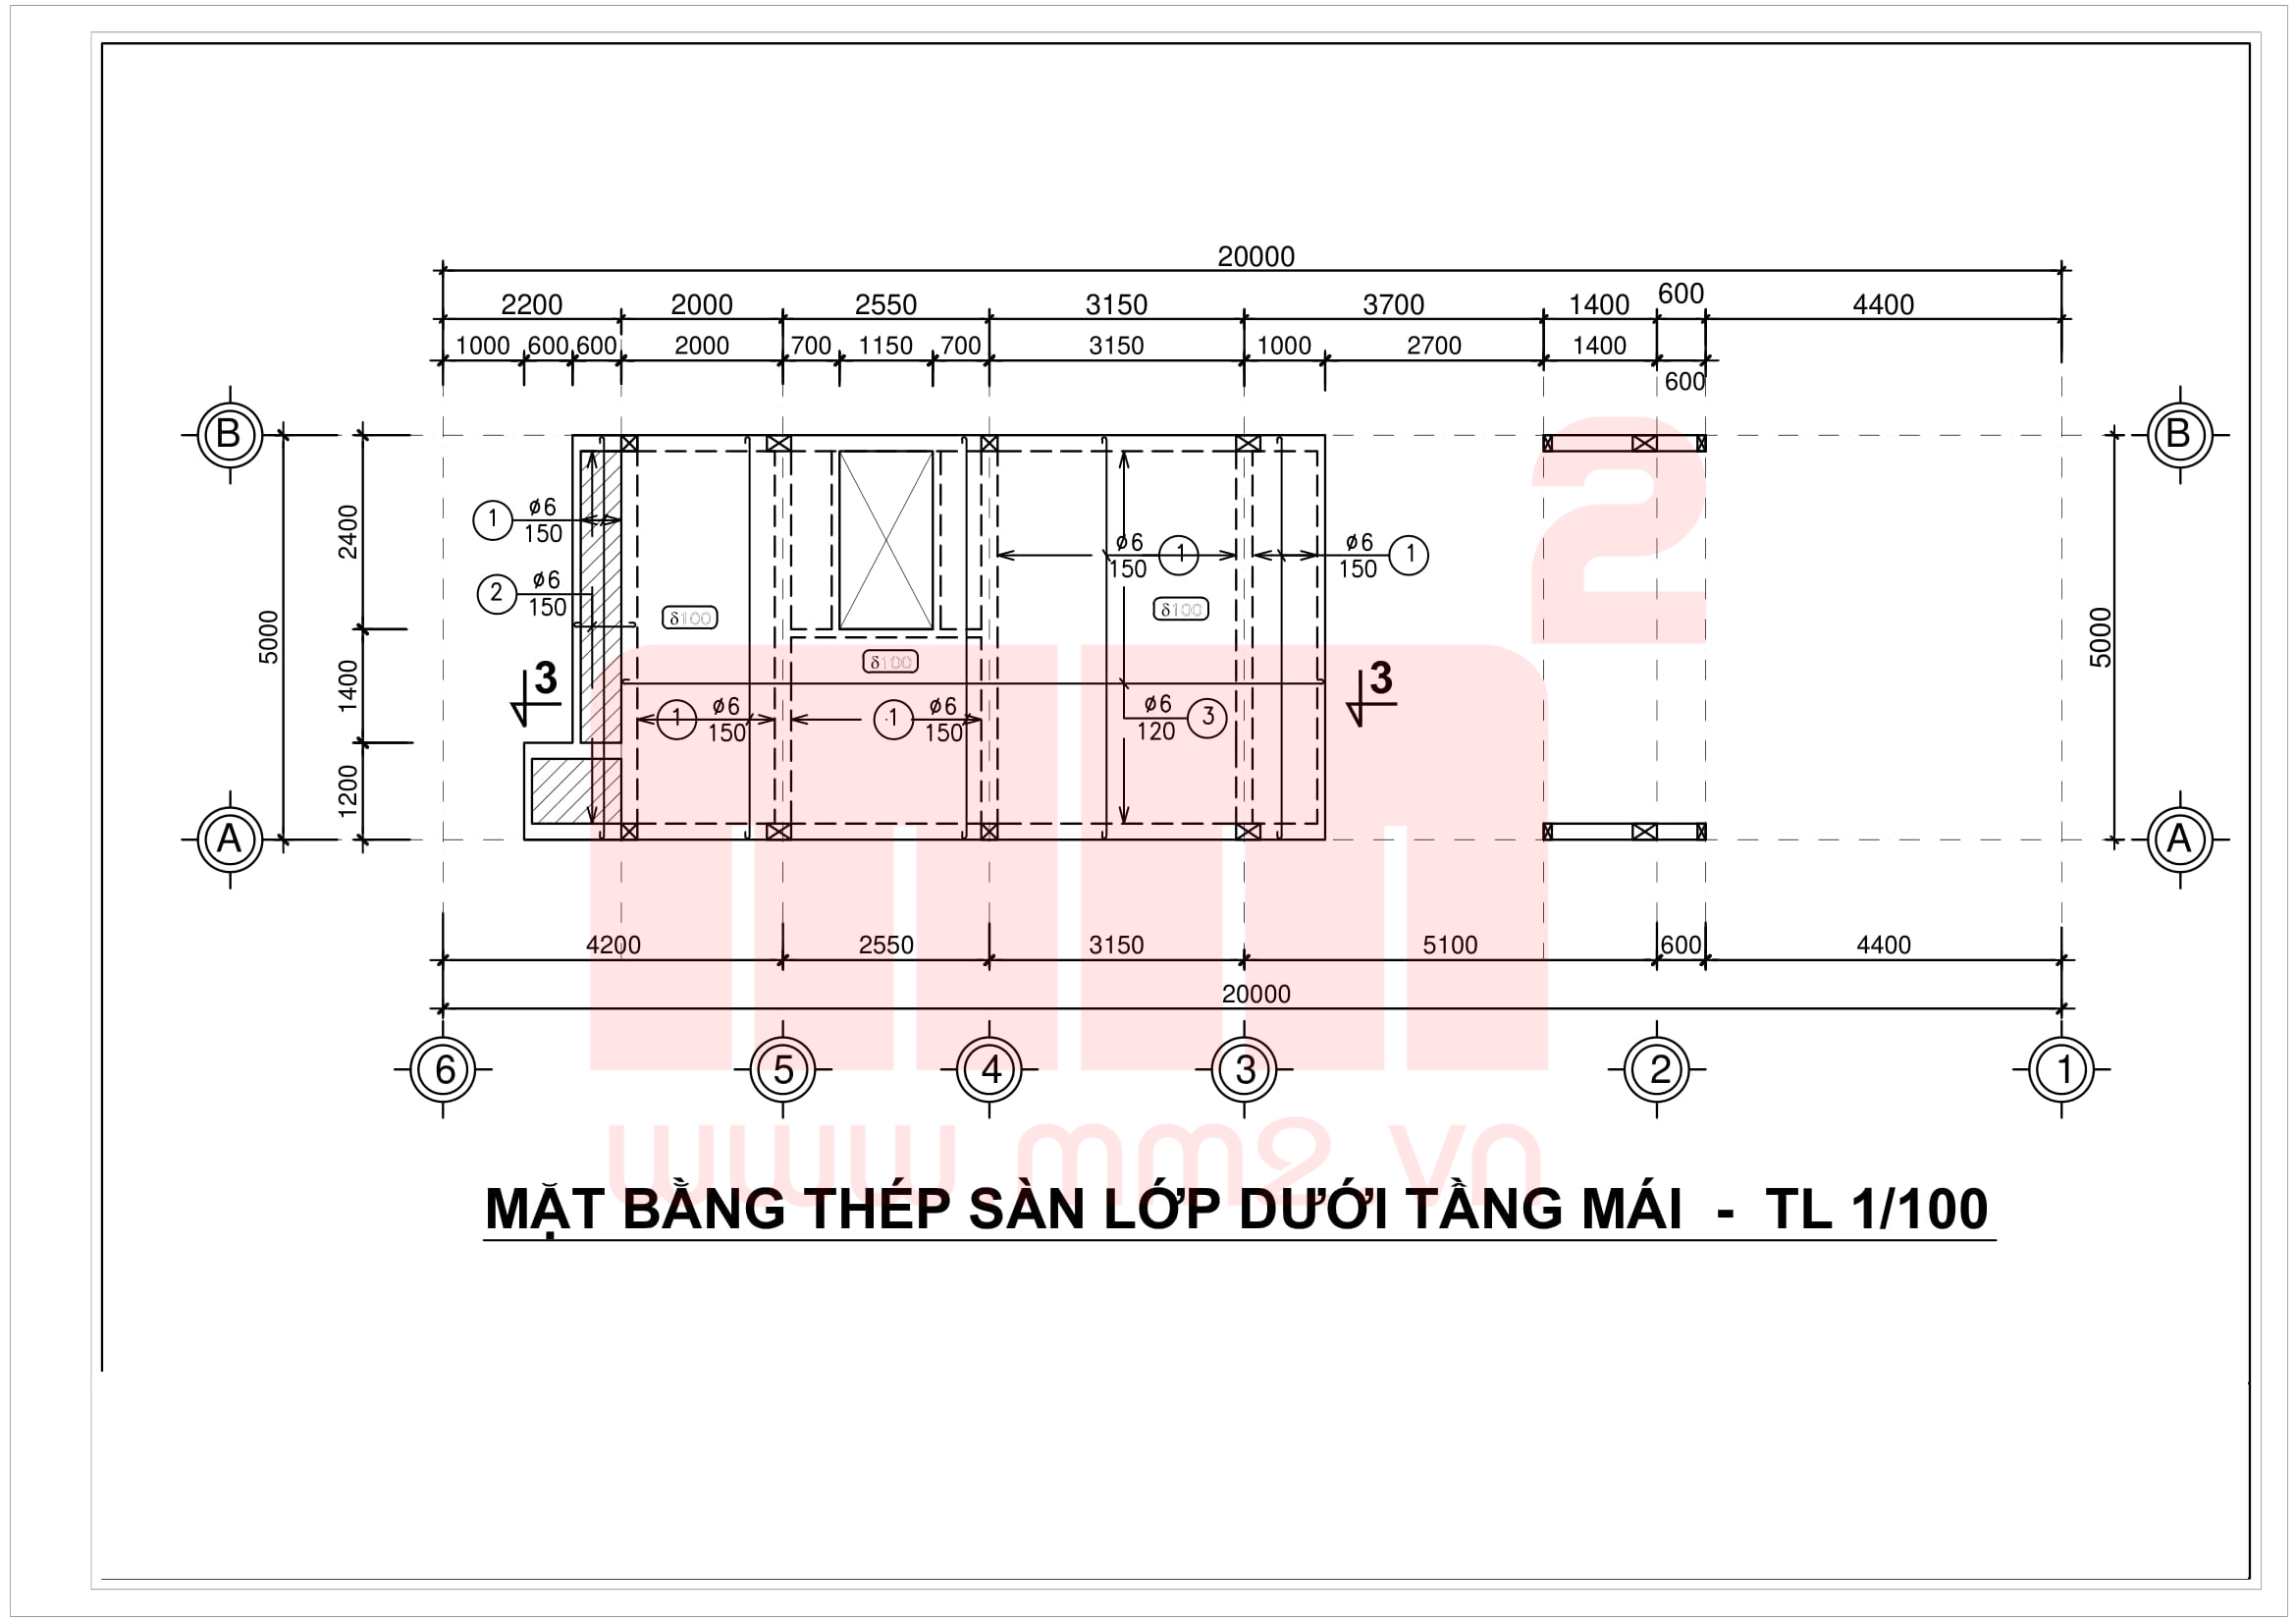 20000
2200 2000 2550 3150 3700 1400 600 4400
1000 600 600 2000 700 1150 700 3150 1000 2700 1400
600
B B
2400
1 ø6
150
ø6 1
150
ø6 1
150
2 ø6
150
δ100
δ100
5000
5000
δ100
1400
3 3
1 ø6
150
1 ø6
150
ø6 3
120
1200
A A
4200 2550 3150 5100 600 4400
20000
6 5 4 3 2 1
mm2
www mm2.vn
MẶT BẰNG THÉP SÀN LỚP DƯỚI TẦNG MÁI - TL 1/100